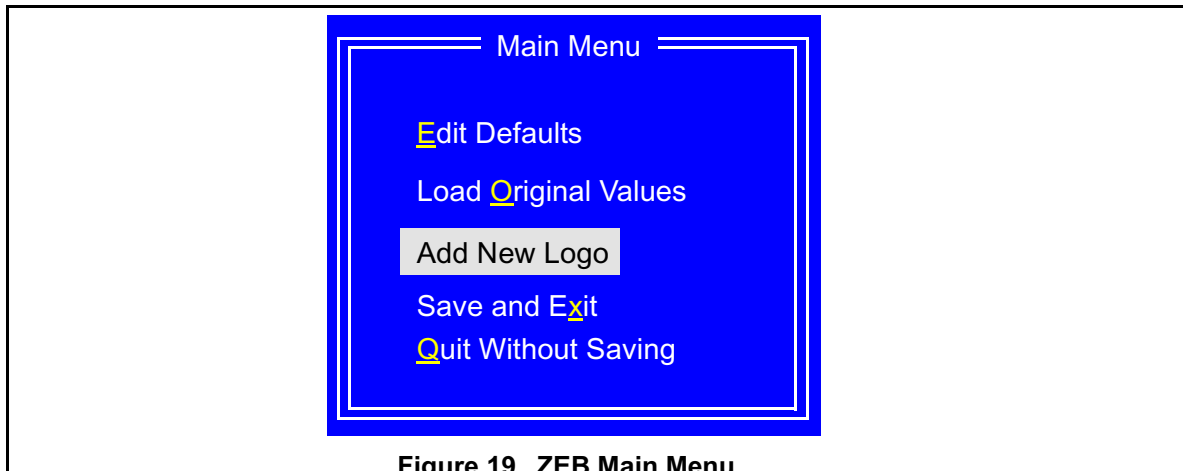 Main Menu
Edit Defaults
Load Original Values
Add New Logo
Save and Exit
Quit Without Saving
Figure 19 ZFB Main Menu